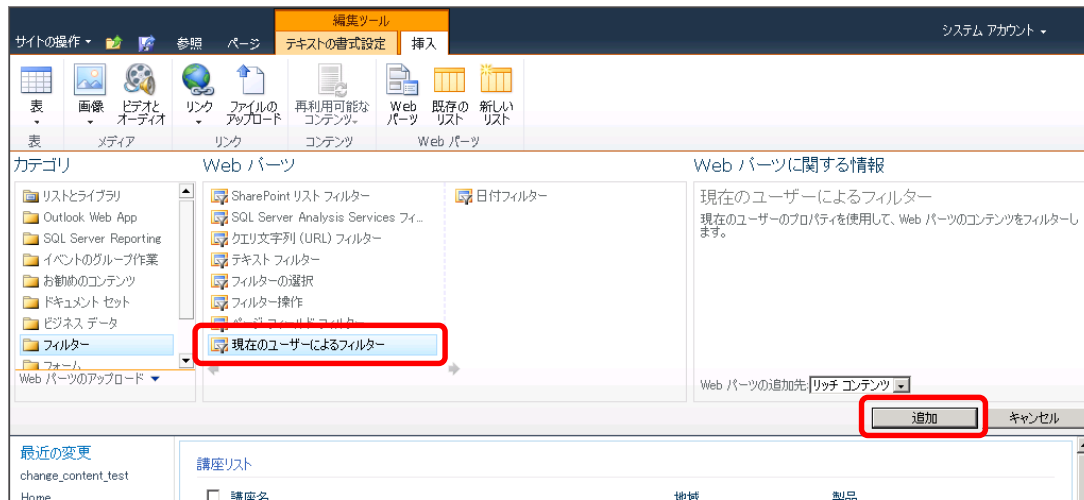 編集ツール
システム アカウント
サイトの操作
参照
ページ
テキストの書式設定
挿入
表
画像
ビデオと
オーディオ
リンク
ファイルの
アップロード
再利用可能な
コンテンツ
Web
パーツ
既存の
リスト
新しい
リスト
表
メディア
リンク
コンテンツ
Web パーツ
カテゴリ
リストとライブラリ
Outlook Web App
SQL Server Reporting
イベントのグループ作業
お勧めのコンテンツ
ドキュメント セット
ビジネス データ
フィルター
フォーム
Web パーツのアップロード
Web パーツ
SharePoint リスト フィルター
SQL Server Analysis Services フィ...
クエリ文字列 (URL) フィルター
テキスト フィルター
フィルターの選択
フィルター操作
ページ フィールド フィルター
現在のユーザーによるフィルター
日付フィルター
Web パーツに関する情報
現在のユーザーによるフィルター
現在のユーザーのプロパティを使用して、Web パーツのコンテンツをフィルターし
ます。
Web パーツの追加先:
リッチ コンテンツ
追加
キャンセル
最近の変更
change_content_test
Home
講座リスト
講座名
地域
製品